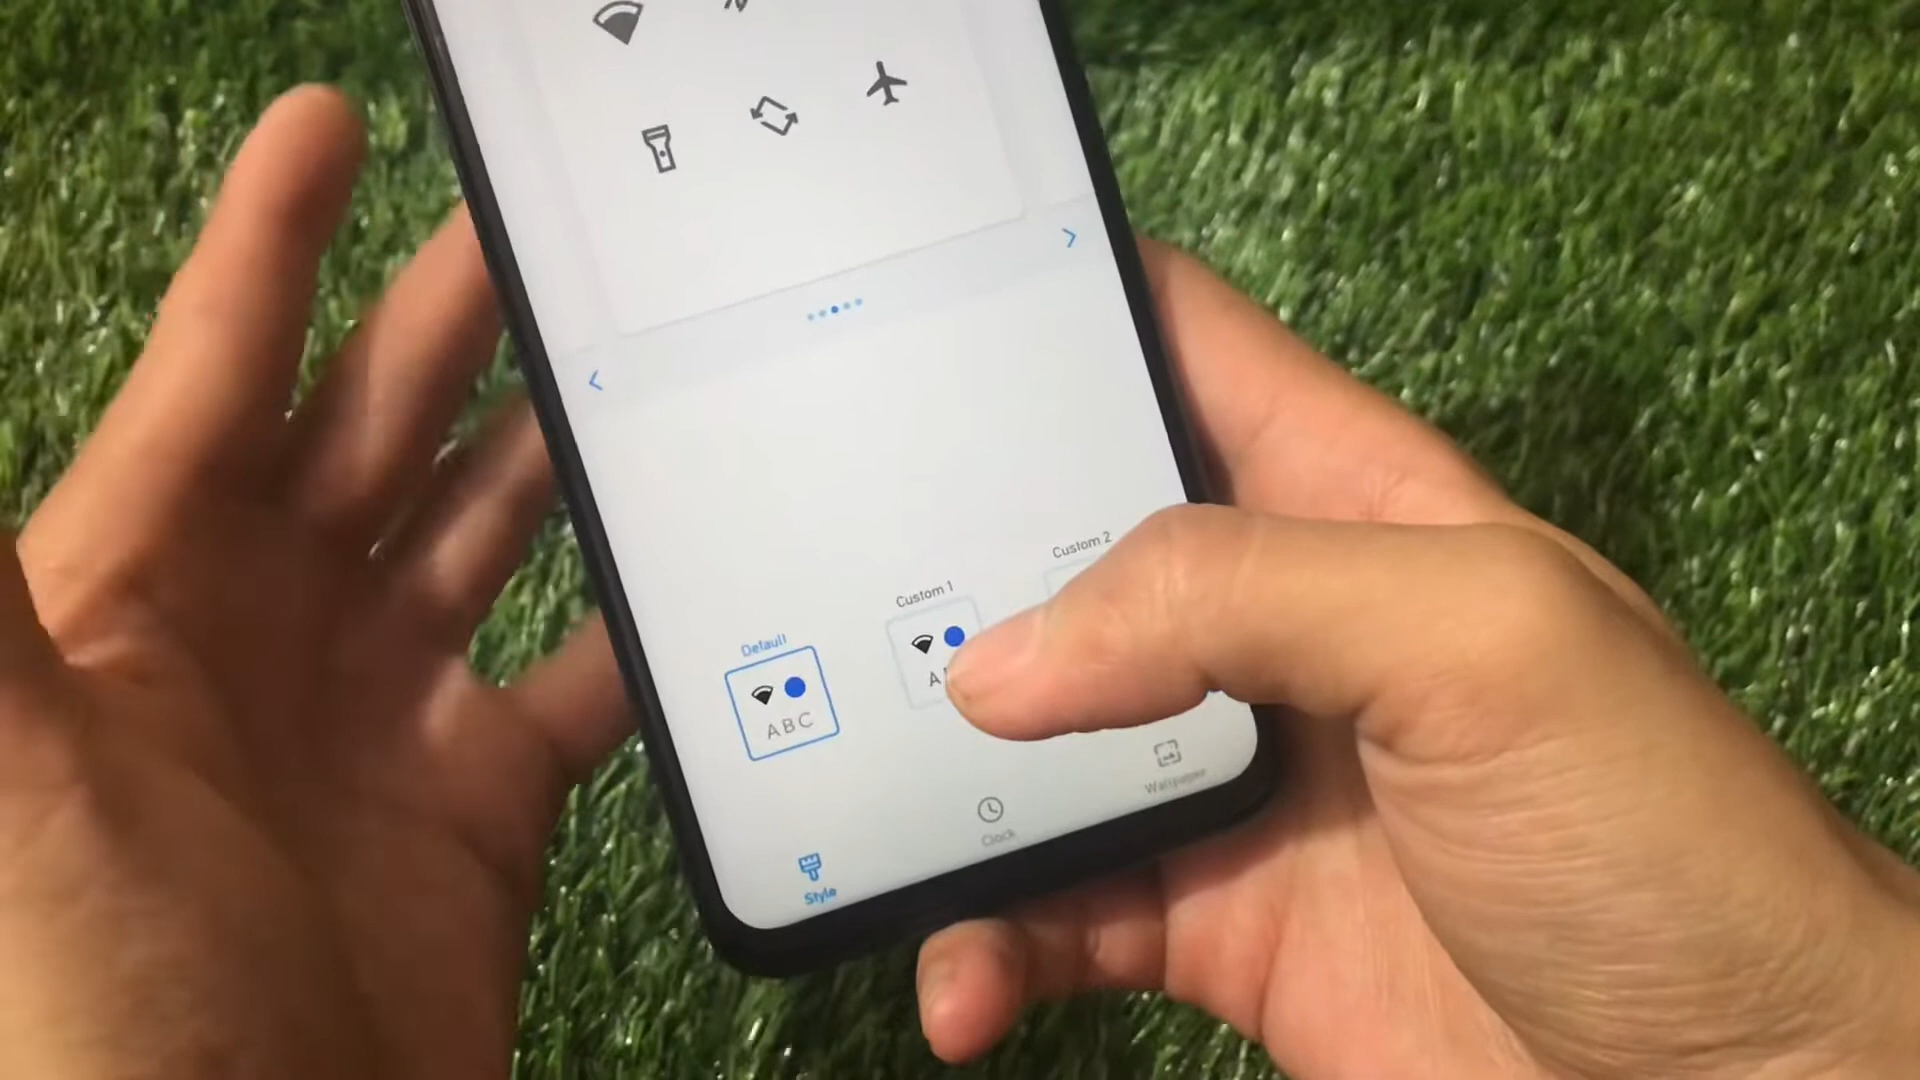 Custom 2
Custom 1
Default
A
ABC
Wallpaper
Clock
Style